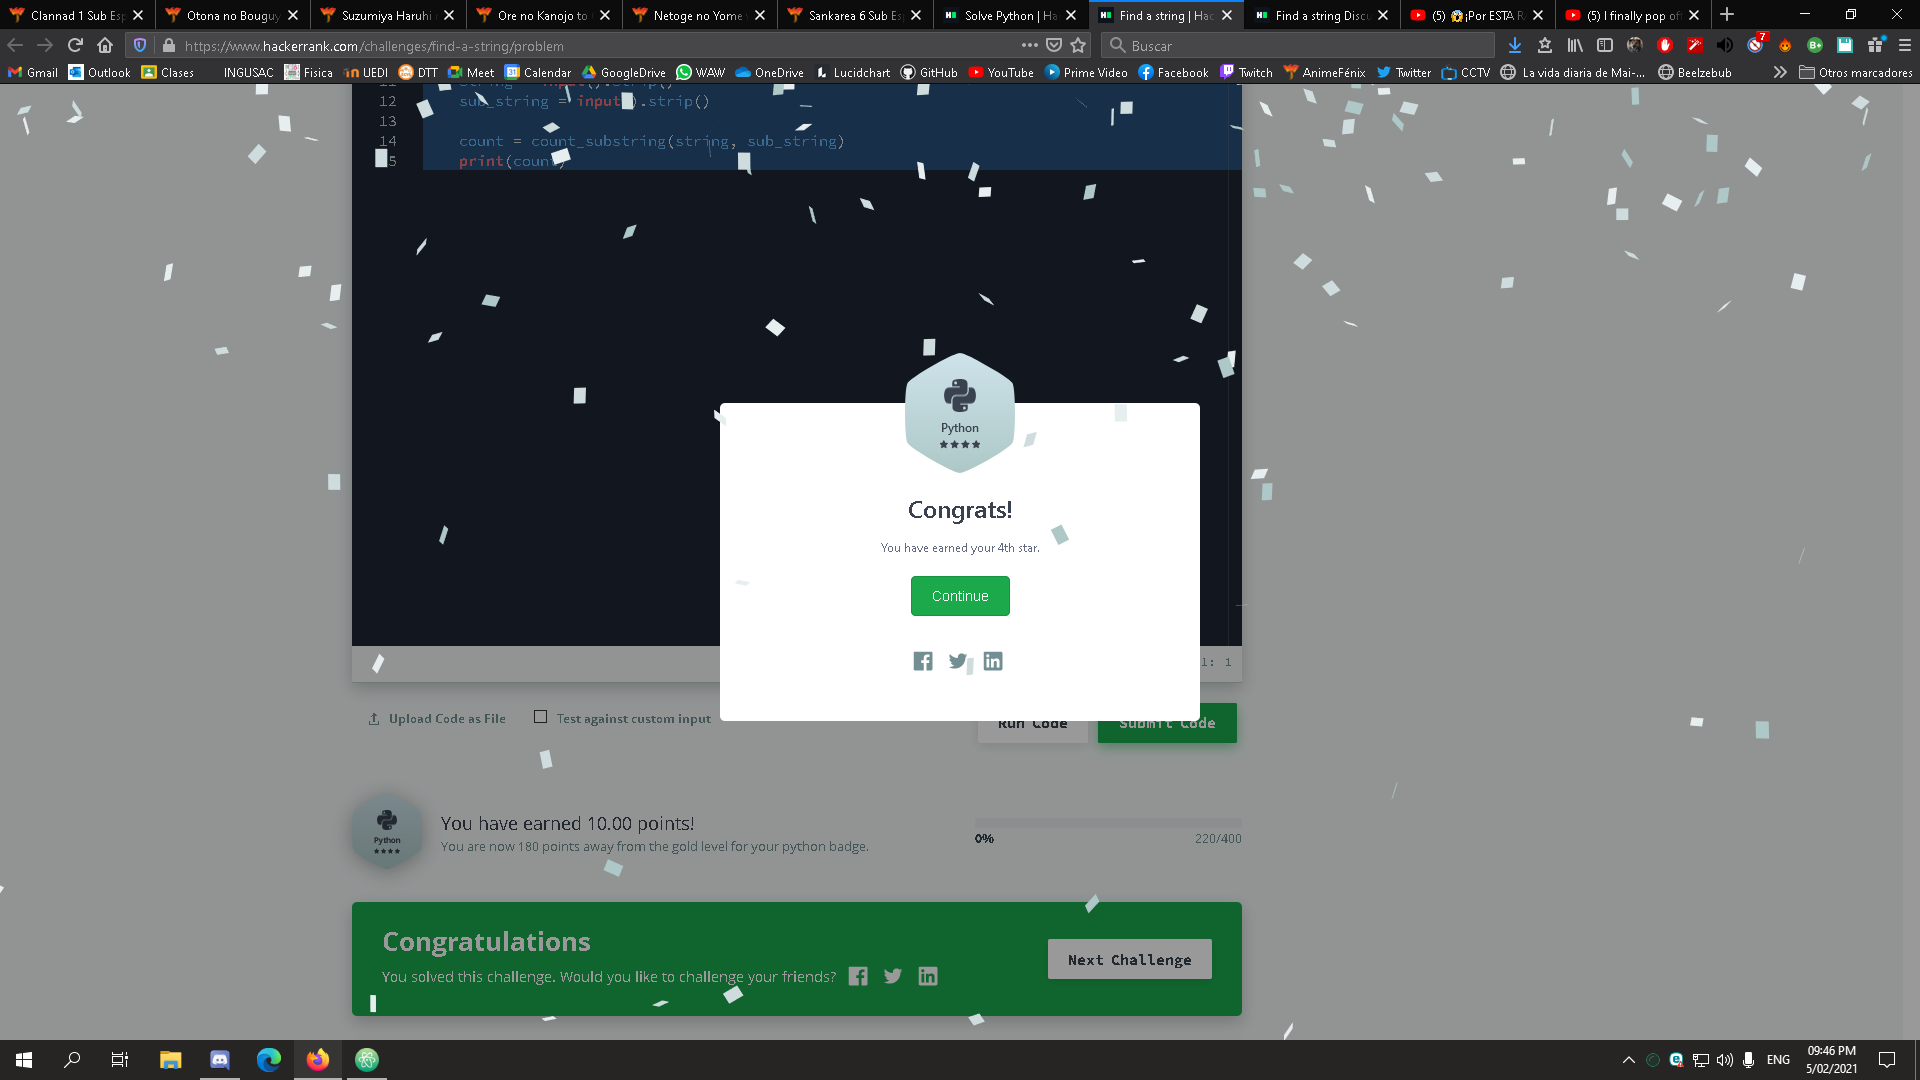 Clannad 1 Sub Esp
Otona no Bouguy
Suzumiya Haruhi
Ore no Kanojo to
Netoge no Yome
Sankarea 6 Sub Esp
Solve Python | Ha
Find a string | Hac
Find a string Discu
(5) 😱¡Por ESTA R
(5) I finally pop of
https://www.hackerrank.com/challenges/find-a-string/problem
Buscar
7
Gmail Outlook Clases INGUSAC Fisica UEDI DTT Meet Calendar GoogleDrive WAW OneDrive Lucidchart GitHub YouTube Prime Video Facebook Twitch AnimeFénix Twitter CCTV La vida diaria de Mai-... Beelzebub Otros marcadores
12 sub_string = input().strip()
13
14 count = count_substring(string, sub_string)
15 print(count)
Python
Congrats!
You have earned your 4th star.
Continue
1: 1
Upload Code as File
Test against custom input
Run Code
Submit Code
Python
You have earned 10.00 points!
You are now 180 points away from the gold level for your python badge.
0%
220/400
Congratulations
You solved this challenge. Would you like to challenge your friends?
Next Challenge
ENG
09:46 PM
5/02/2021